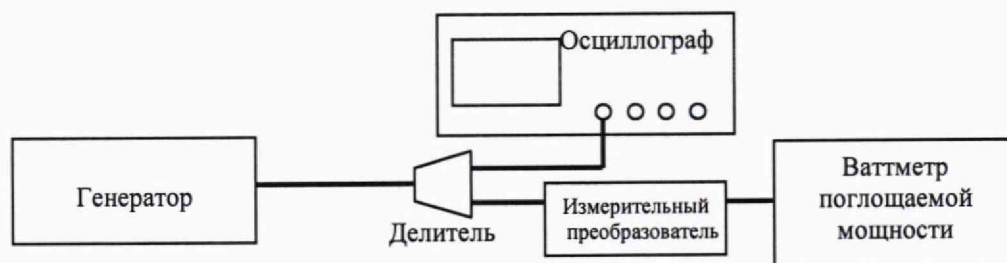 Осциллограф
Генератор
Делитель
Измерительный
преобразователь
Ваттметр
поглощаемой
мощности